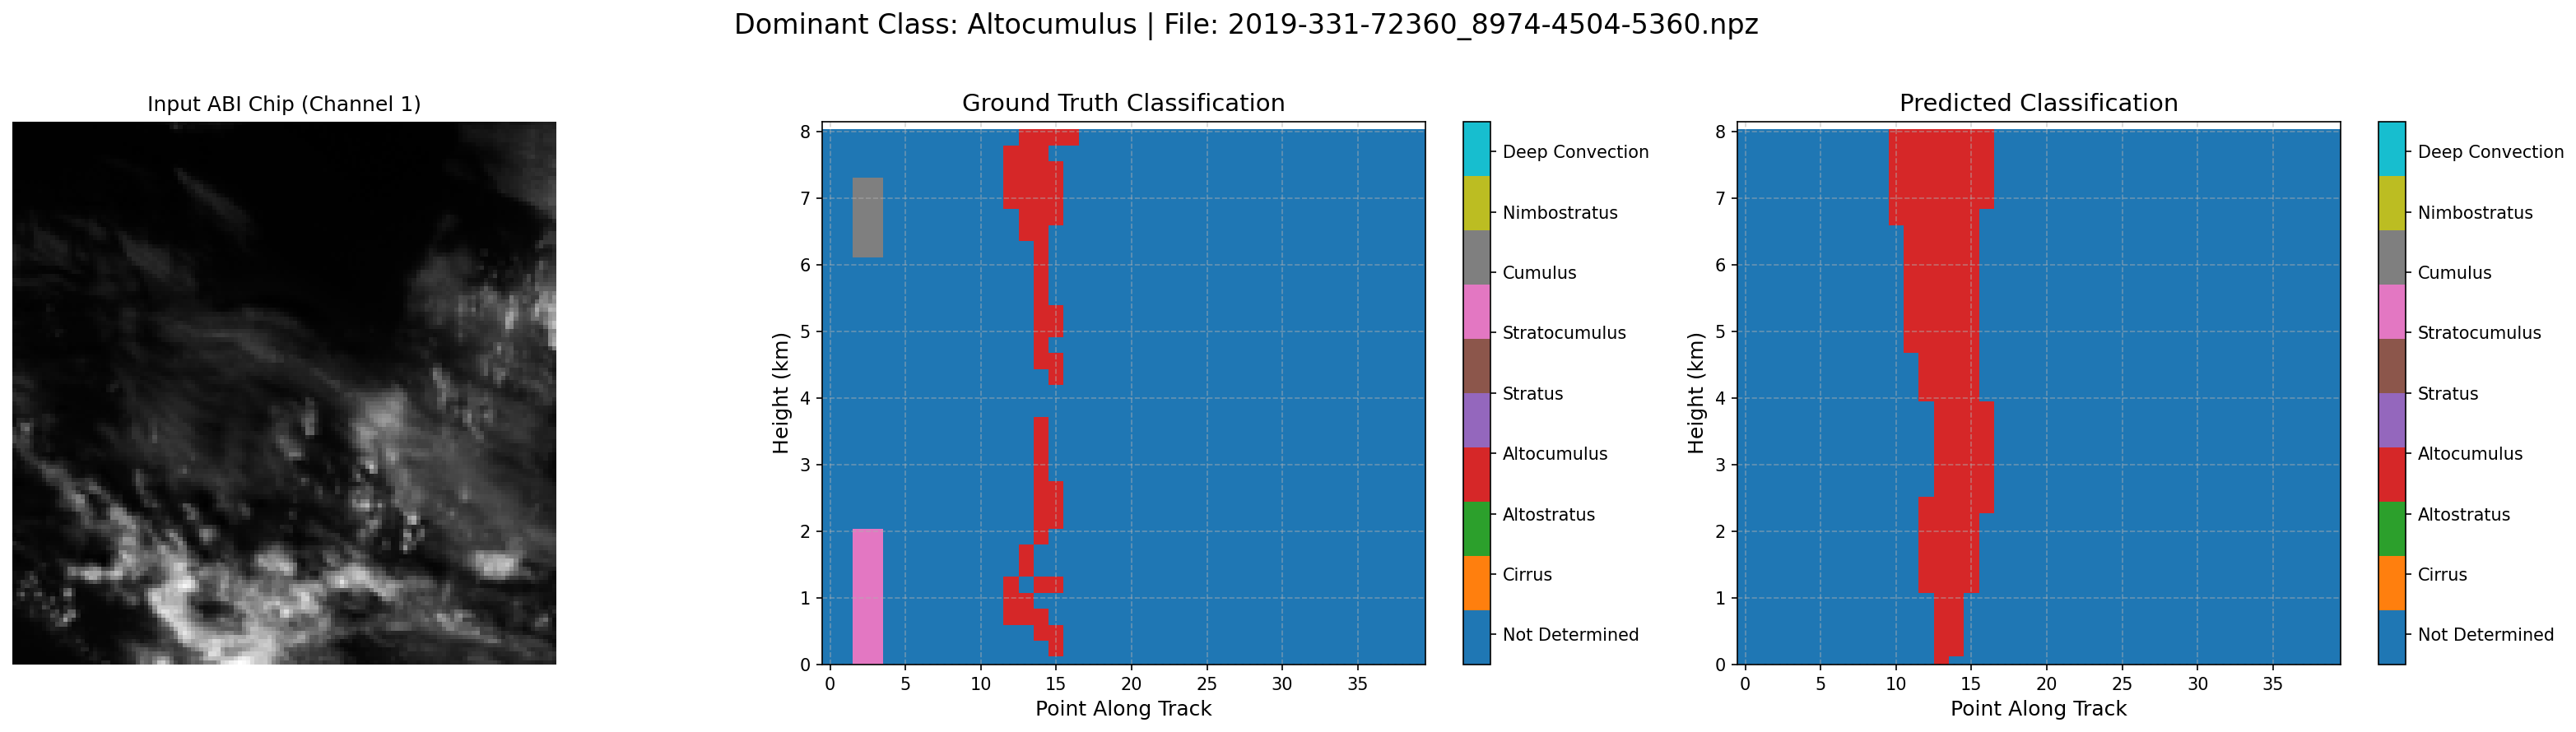 Dominant Class: Altocumulus | File: 2019-331-72360_8974-4504-5360.npz
Input ABI Chip (Channel 1)
Ground Truth Classification
Height (km)
8
7
6
5
4
3
2
1
0
0 5 10 15 20 25 30 35
Point Along Track
Deep Convection
Nimbostratus
Cumulus
Stratocumulus
Stratus
Altocumulus
Altostratus
Cirrus
Not Determined
Predicted Classification
Height (km)
8
7
6
5
4
3
2
1
0
0 5 10 15 20 25 30 35
Point Along Track
Deep Convection
Nimbostratus
Cumulus
Stratocumulus
Stratus
Altocumulus
Altostratus
Cirrus
Not Determined